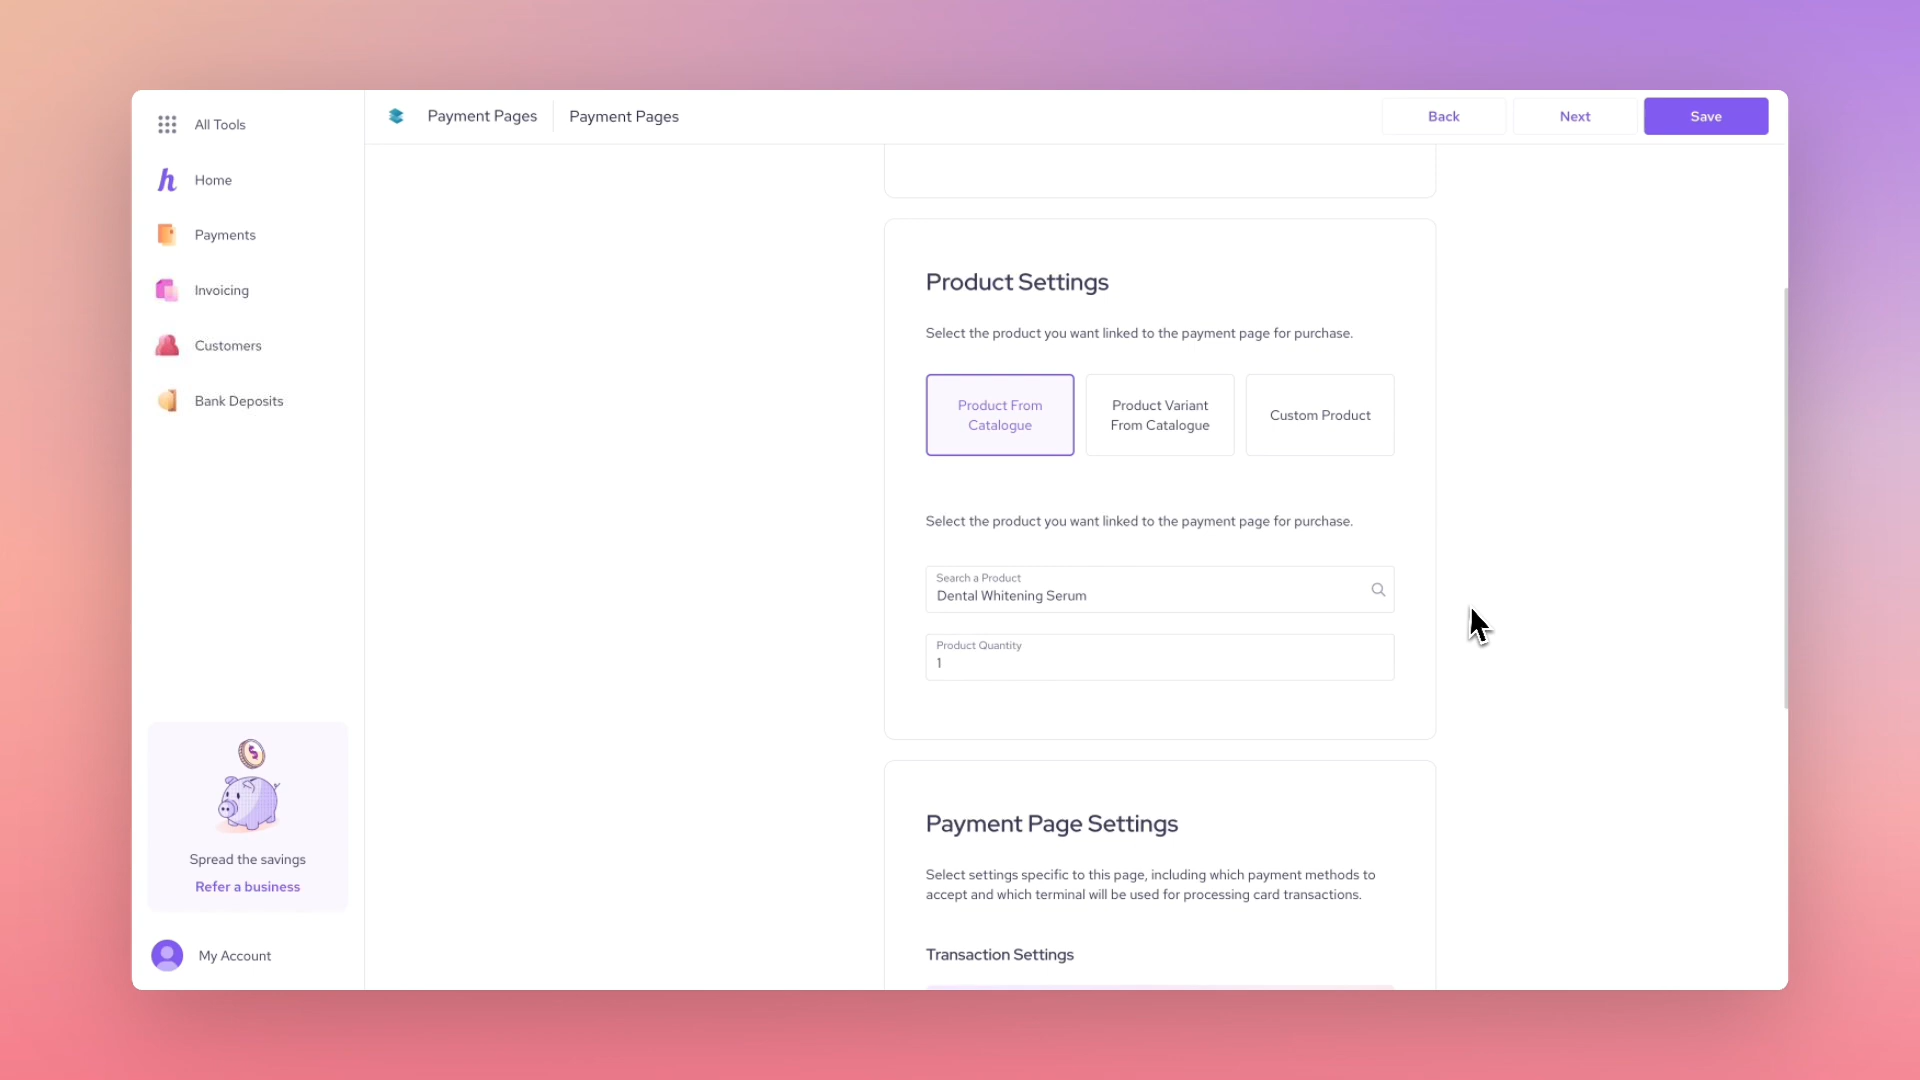 All Tools
Home
Payments
Invoicing
Customers
Bank Deposits
Spread the savings
Refer a business
My Account
Payment Pages
Payment Pages
Back
Next
Save
Product Settings
Select the product you want linked to the payment page for purchase.
Product From
Catalogue
Product Variant
From Catalogue
Custom Product
Select the product you want linked to the payment page for purchase.
Search a Product
Dental Whitening Serum
Product Quantity
1
Payment Page Settings
Select settings specific to this page, including which payment methods to
accept and which terminal will be used for processing card transactions.
Transaction Settings